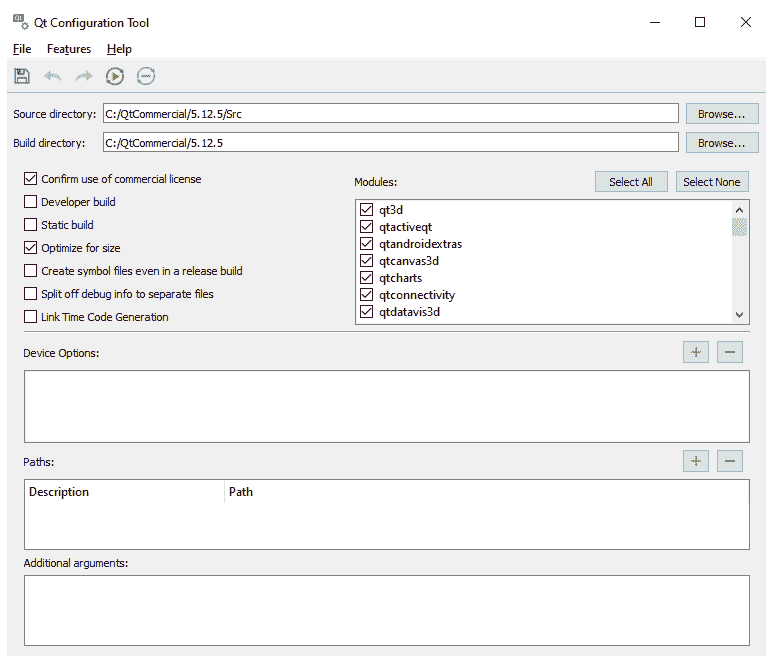 Qt Configuration Tool
File Features Help
Source directory: C:/QtCommercial/5.12.5/Src Browse...
Build directory: C:/QtCommercial/5.12.5 Browse...
Confirm use of commercial license
Modules: Select All Select None
Developer build
qt3d
Static build
qtactiveqt
Optimize for size
qtandroidextras
qtcanvas3d
Create symbol files even in a release build
qtcharts
Split off debug info to separate files
qtconnectivity
Link Time Code Generation
qtdatavis3d
Device Options:
Paths:
Description Path
Additional arguments: